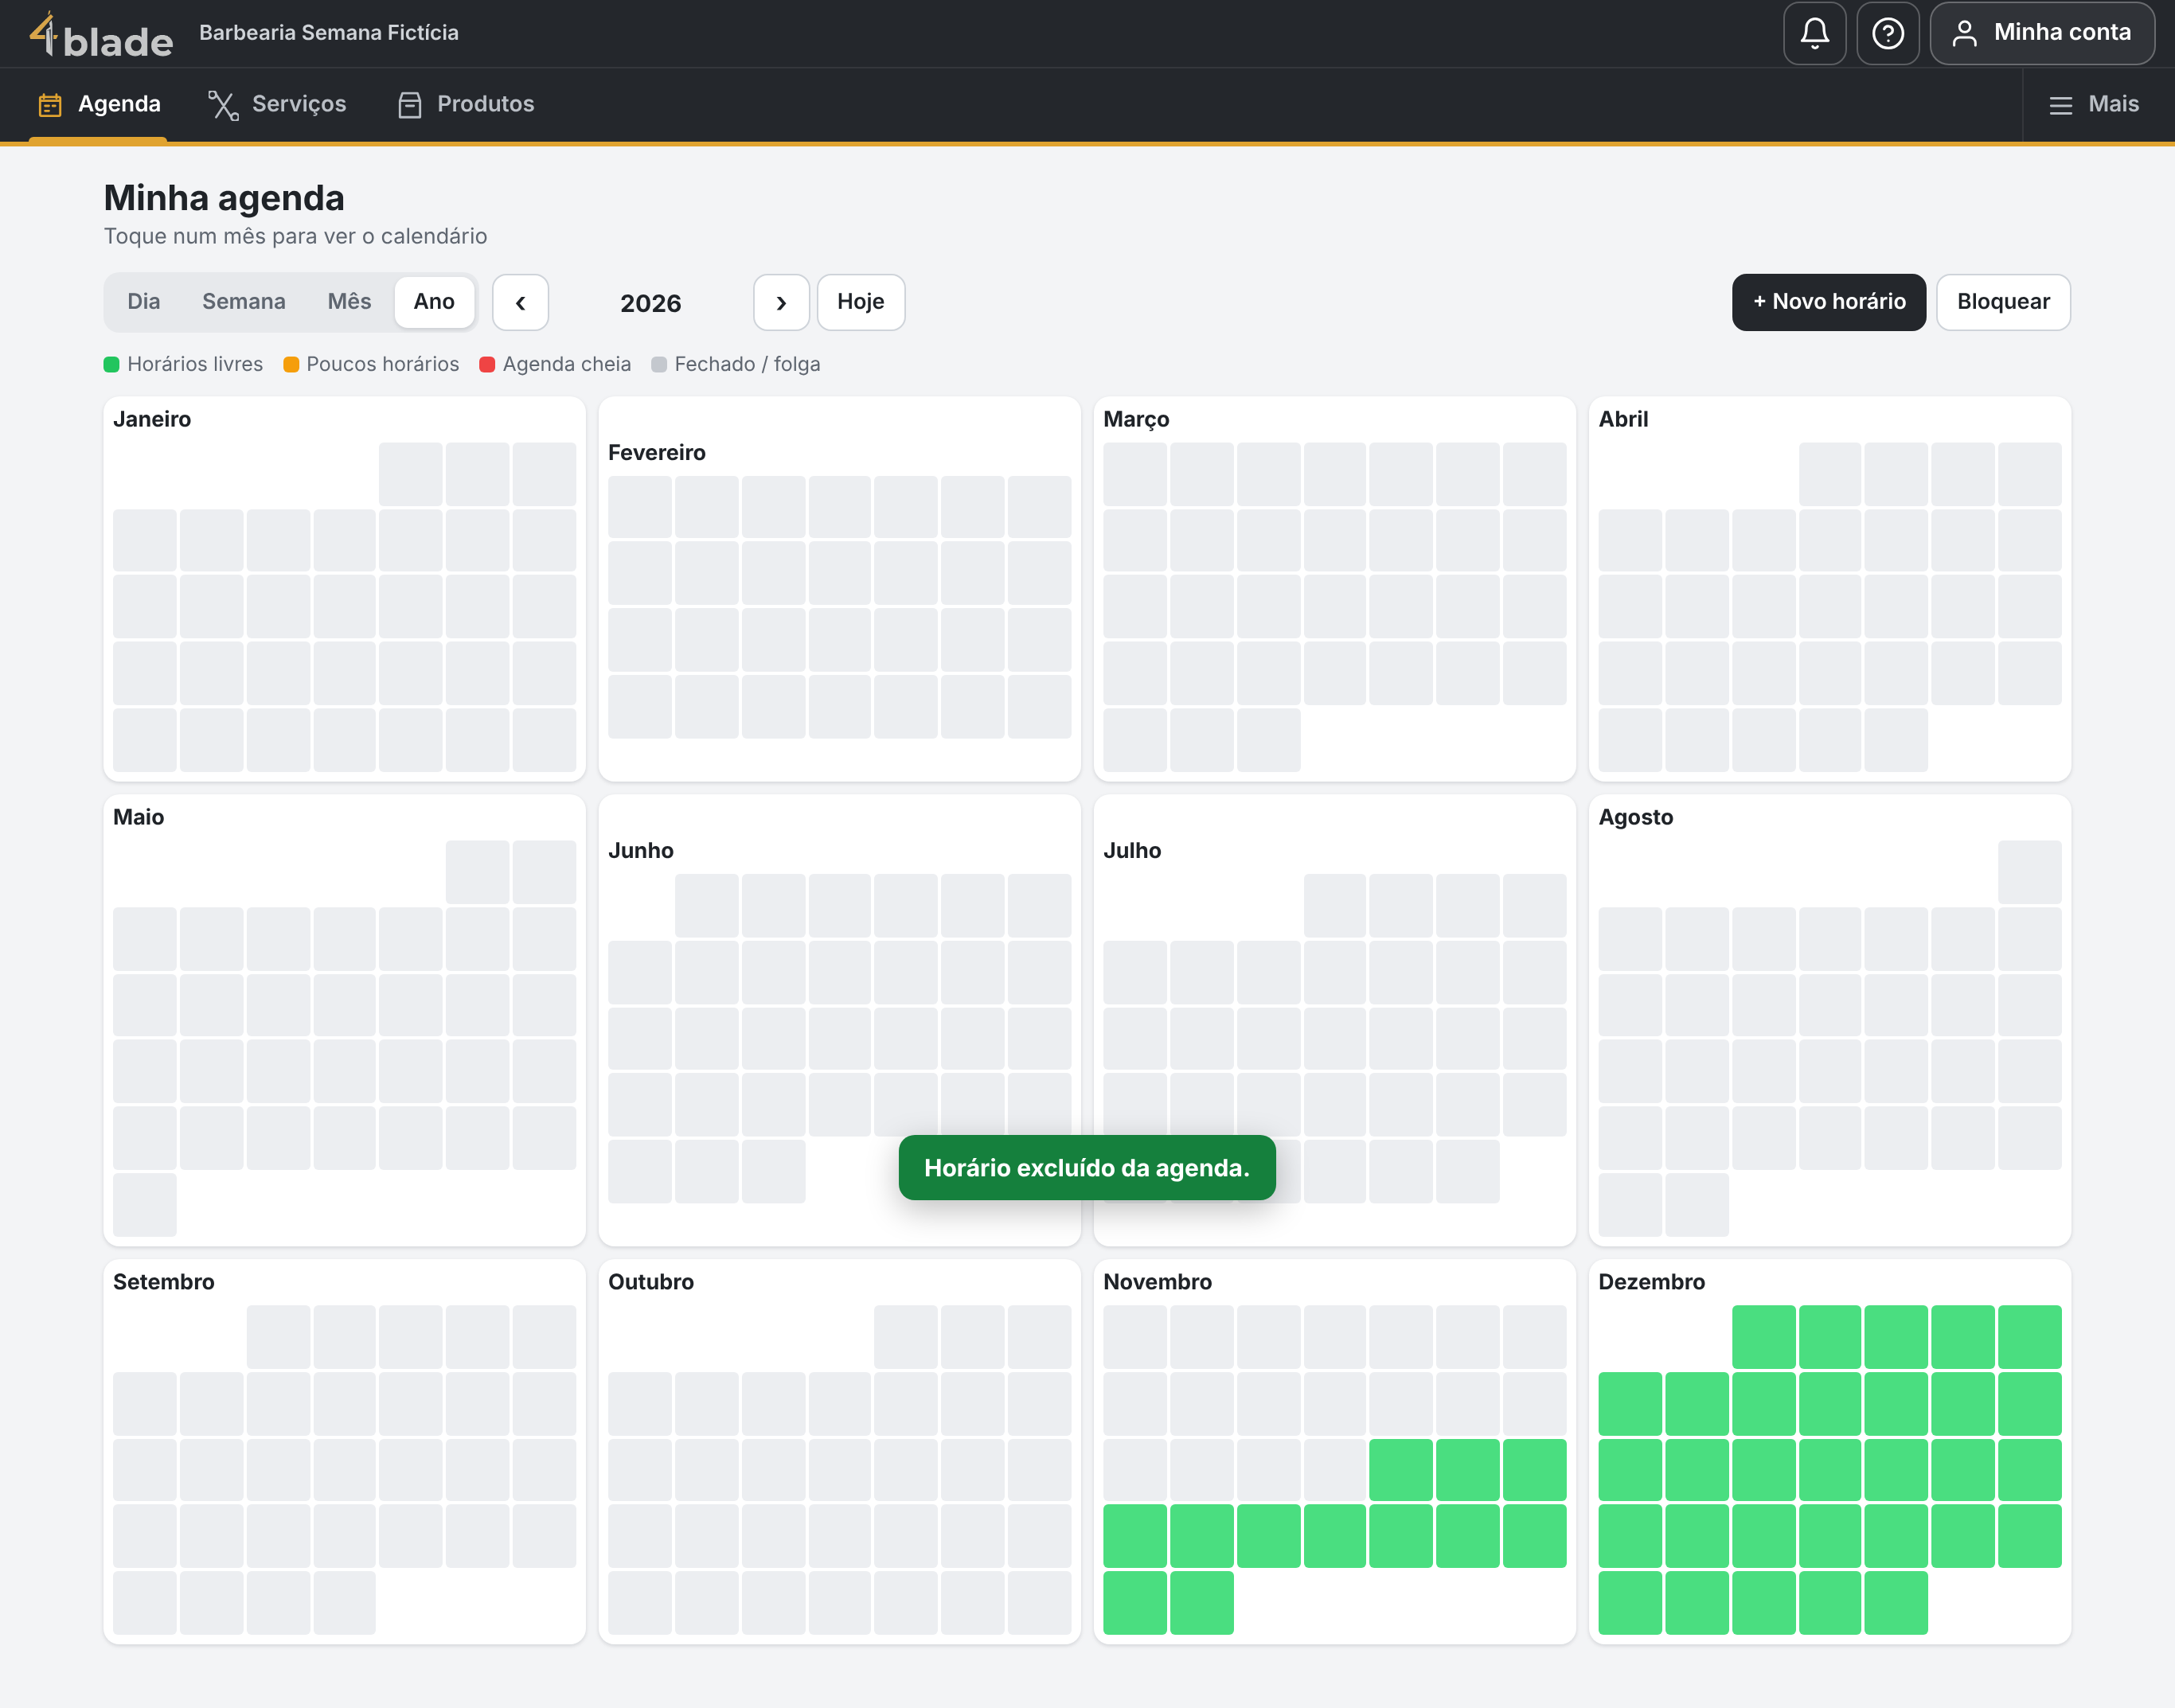 4blade
Barbearia Semana Fictícia
Minha conta
Agenda
Serviços
Produtos
Mais
Minha agenda
Toque num mês para ver o calendário
Dia
Semana
Mês
Ano
‹
2026
›
Hoje
+ Novo horário
Bloquear
Horários livres
Poucos horários
Agenda cheia
Fechado / folga
Janeiro
Fevereiro
Março
Abril
Maio
Junho
Julho
Agosto
Horário excluído da agenda.
Setembro
Outubro
Novembro
Dezembro